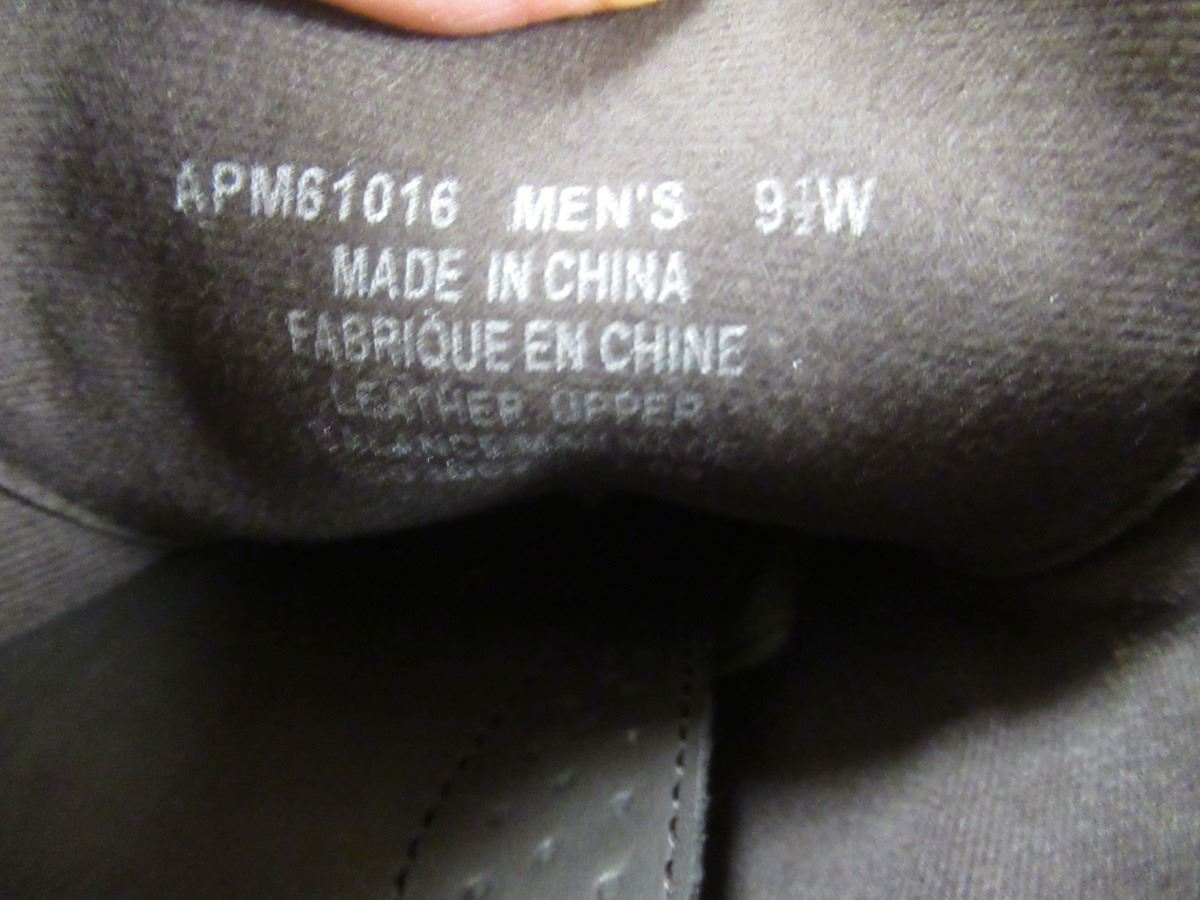 APM61016 MEN'S 9½W
MADE IN CHINA
FABRIQUE EN CHINE
LEATHER UPPER